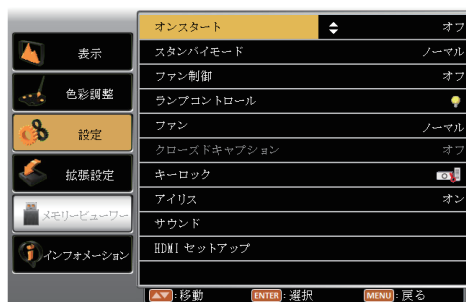 表示
色彩調整
設定
拡張設定
メモリービューワー
インフォメーション
オンスタート オフ
スタンバイモード ノーマル
ファン制御 オフ
ランプコントロール
ファン ノーマル
クローズドキャプション オフ
キーロック
アイリス オン
サウンド
HDMI セットアップ
:移動 ENTER:選択 MENU:戻る